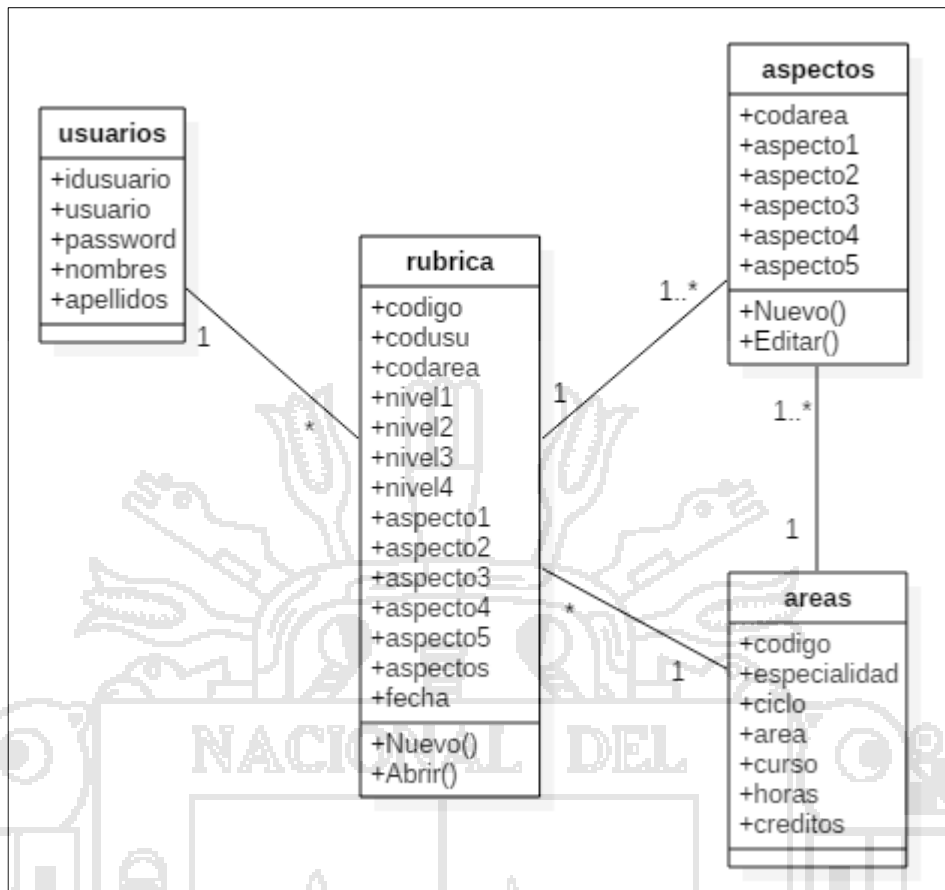 usuarios
+idusuario
+usuario
+password
+nombres
+apellidos
1
*
rubrica
+codigo
+codusu
+codarea
+nivel1
+nivel2
+nivel3
+nivel4
+aspecto1
+aspecto2
+aspecto3
+aspecto4
+aspecto5
+aspectos
+fecha
+Nuevo()
+Abrir()
1..*
1
aspectos
+codarea
+aspecto1
+aspecto2
+aspecto3
+aspecto4
+aspecto5
+Nuevo()
+Editar()
1..*
1
*
1
areas
+codigo
+especialidad
+ciclo
+area
+curso
+horas
+creditos
NACIONAL DEL